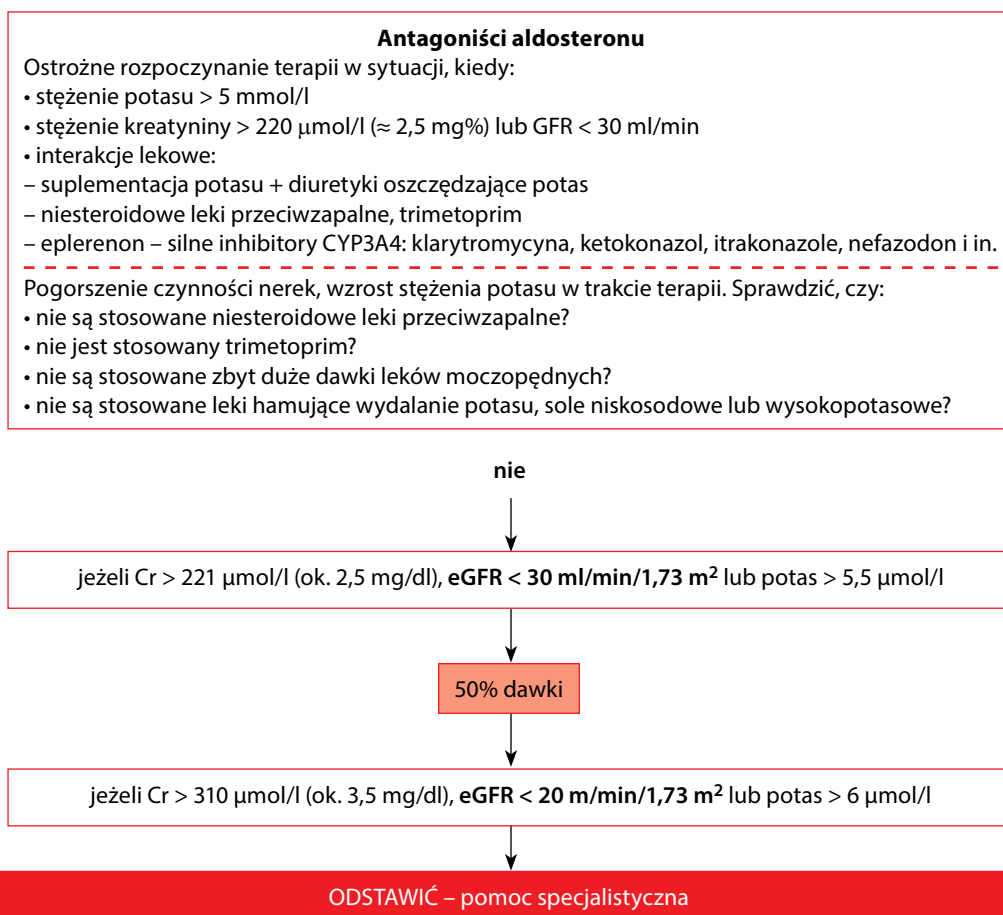 Antagoniści aldosteronu
Ostrożne rozpoczynanie terapii w sytuacji, kiedy:
• stężenie potasu > 5 mmol/l
• stężenie kreatyniny > 220 μmol/l (≈ 2,5 mg%) lub GFR < 30 ml/min
• interakcje lekowe:
– suplementacja potasu + diuretyki oszczędzające potas
– niesteroidowe leki przeciwzapalne, trimetoprim
– eplerenon – silne inhibitory CYP3A4: klarytromycyna, ketokonazol, itrakonazole, nefazodon i in.
Pogorszenie czynności nerek, wzrost stężenia potasu w trakcie terapii. Sprawdzić, czy:
• nie są stosowane niesteroidowe leki przeciwzapalne?
• nie jest stosowany trimetoprim?
• nie są stosowane zbyt duże dawki leków moczopędnych?
• nie są stosowane leki hamujące wydalanie potasu, sole niskosodowe lub wysokopotasowe?
nie
jeżeli Cr > 221 μmol/l (ok. 2,5 mg/dl), eGFR < 30 ml/min/1,73 m² lub potas > 5,5 μmol/l
50% dawki
jeżeli Cr > 310 μmol/l (ok. 3,5 mg/dl), eGFR < 20 m/min/1,73 m² lub potas > 6 μmol/l
ODSTAWIĆ – pomoc specjalistyczna